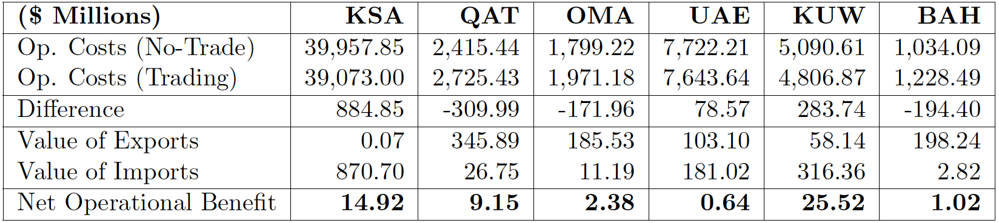 ($ Millions) KSA QAT OMA UAE KUW BAH
Op. Costs (No-Trade) 39,957.85 2,415.44 1,799.22 7,722.21 5,090.61 1,034.09
Op. Costs (Trading) 39,073.00 2,725.43 1,971.18 7,643.64 4,806.87 1,228.49
Difference 884.85 -309.99 -171.96 78.57 283.74 -194.40
Value of Exports 0.07 345.89 185.53 103.10 58.14 198.24
Value of Imports 870.70 26.75 11.19 181.02 316.36 2.82
Net Operational Benefit 14.92 9.15 2.38 0.64 25.52 1.02